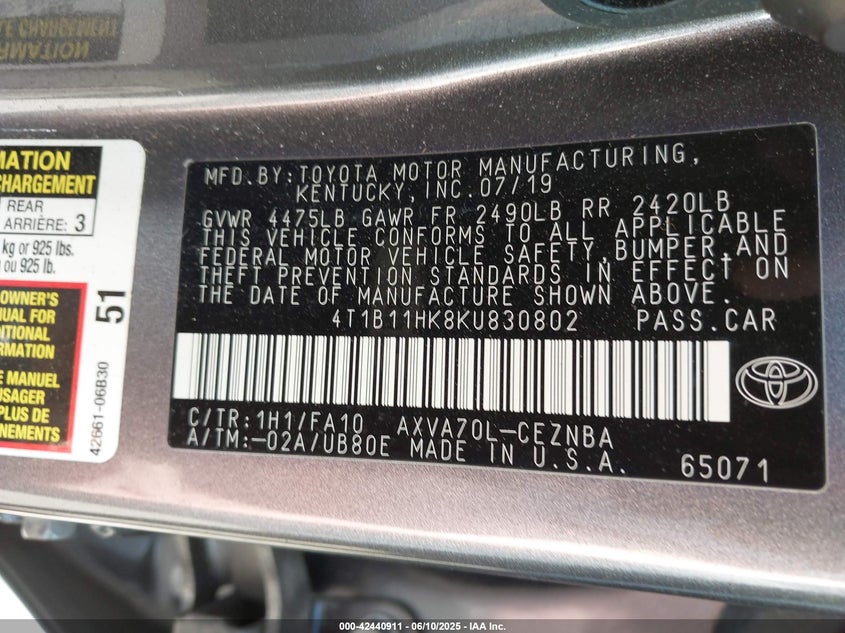 MATION
CHARGEMENT
REAR
ARRIÈRE: 3
kg or 925 lbs.
ou 925 lb.
OWNER'S
NUAL FOR
DITIONAL
ORMATION
E MANUEL
USAGER
PLUS DE
NEMENTS
51
42661-06B30
MFD.BY:TOYOTA MOTOR MANUFACTURING,
KENTUCKY,INC.07/19
GVWR 4475LB GAWR FR 2490LB RR 2420LB
THIS VEHICLE CONFORMS TO ALL APPLICABLE
FEDERAL MOTOR VEHICLE SAFETY,BUMPER,AND
THEFT PREVENTION STANDARDS IN EFFECT ON
THE DATE OF MANUFACTURE SHOWN ABOVE.
4T1B11HK8KU830802 PASS.CAR
C/TR:1H1/FA10 AXVA70L-CEZNBA
A/TM:-02A/UB80E MADE IN U.S.A. 65071
000-42440911 - 06/10/2025 - IAA Inc.